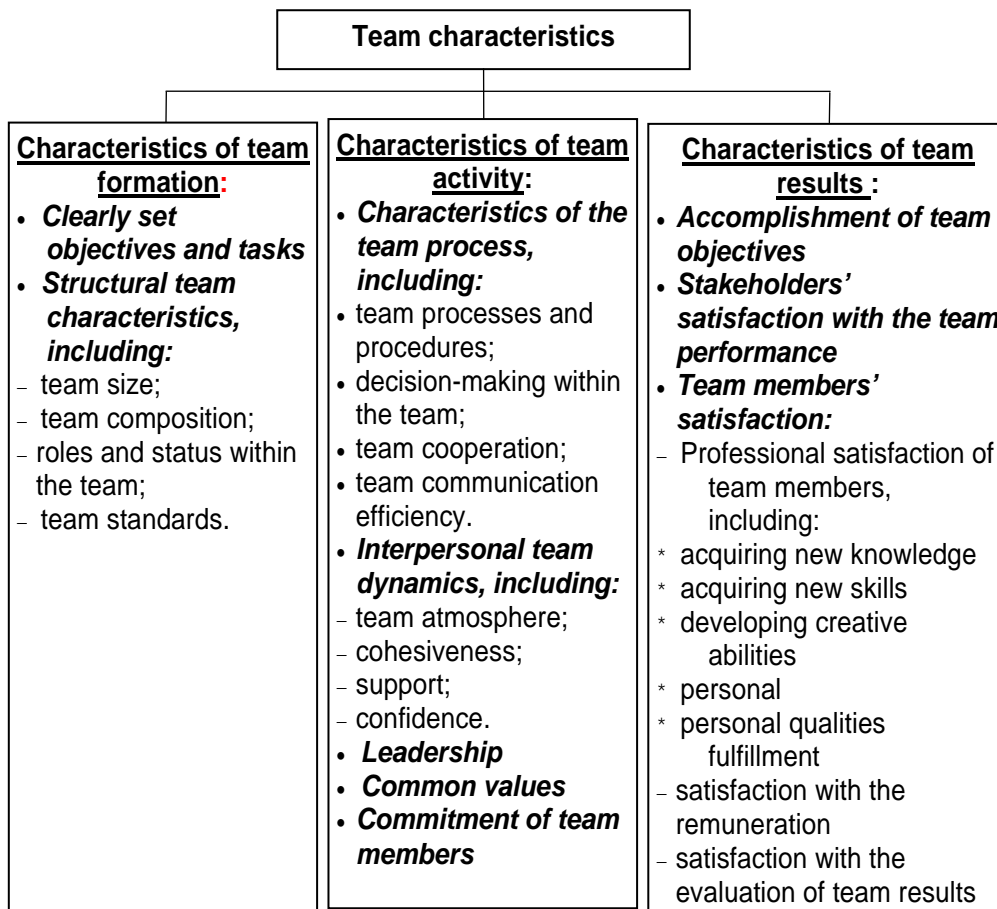 Team characteristics
Characteristics of team
formation:
• Clearly set
objectives and tasks
• Structural team
characteristics,
including:
– team size;
– team composition;
– roles and status within
the team;
– team standards.
Characteristics of team
activity:
• Characteristics of the
team process,
including:
• team processes and
procedures;
• decision-making within
the team;
• team cooperation;
• team communication
efficiency.
• Interpersonal team
dynamics, including:
– team atmosphere;
– cohesiveness;
– support;
– confidence.
• Leadership
• Common values
• Commitment of team
members
Characteristics of team
results :
• Accomplishment of team
objectives
• Stakeholders’
satisfaction with the team
performance
• Team members’
satisfaction:
– Professional satisfaction of
team members,
including:
* acquiring new knowledge
* acquiring new skills
* developing creative
abilities
* personal
* personal qualities
fulfillment
– satisfaction with the
remuneration
– satisfaction with the
evaluation of team results